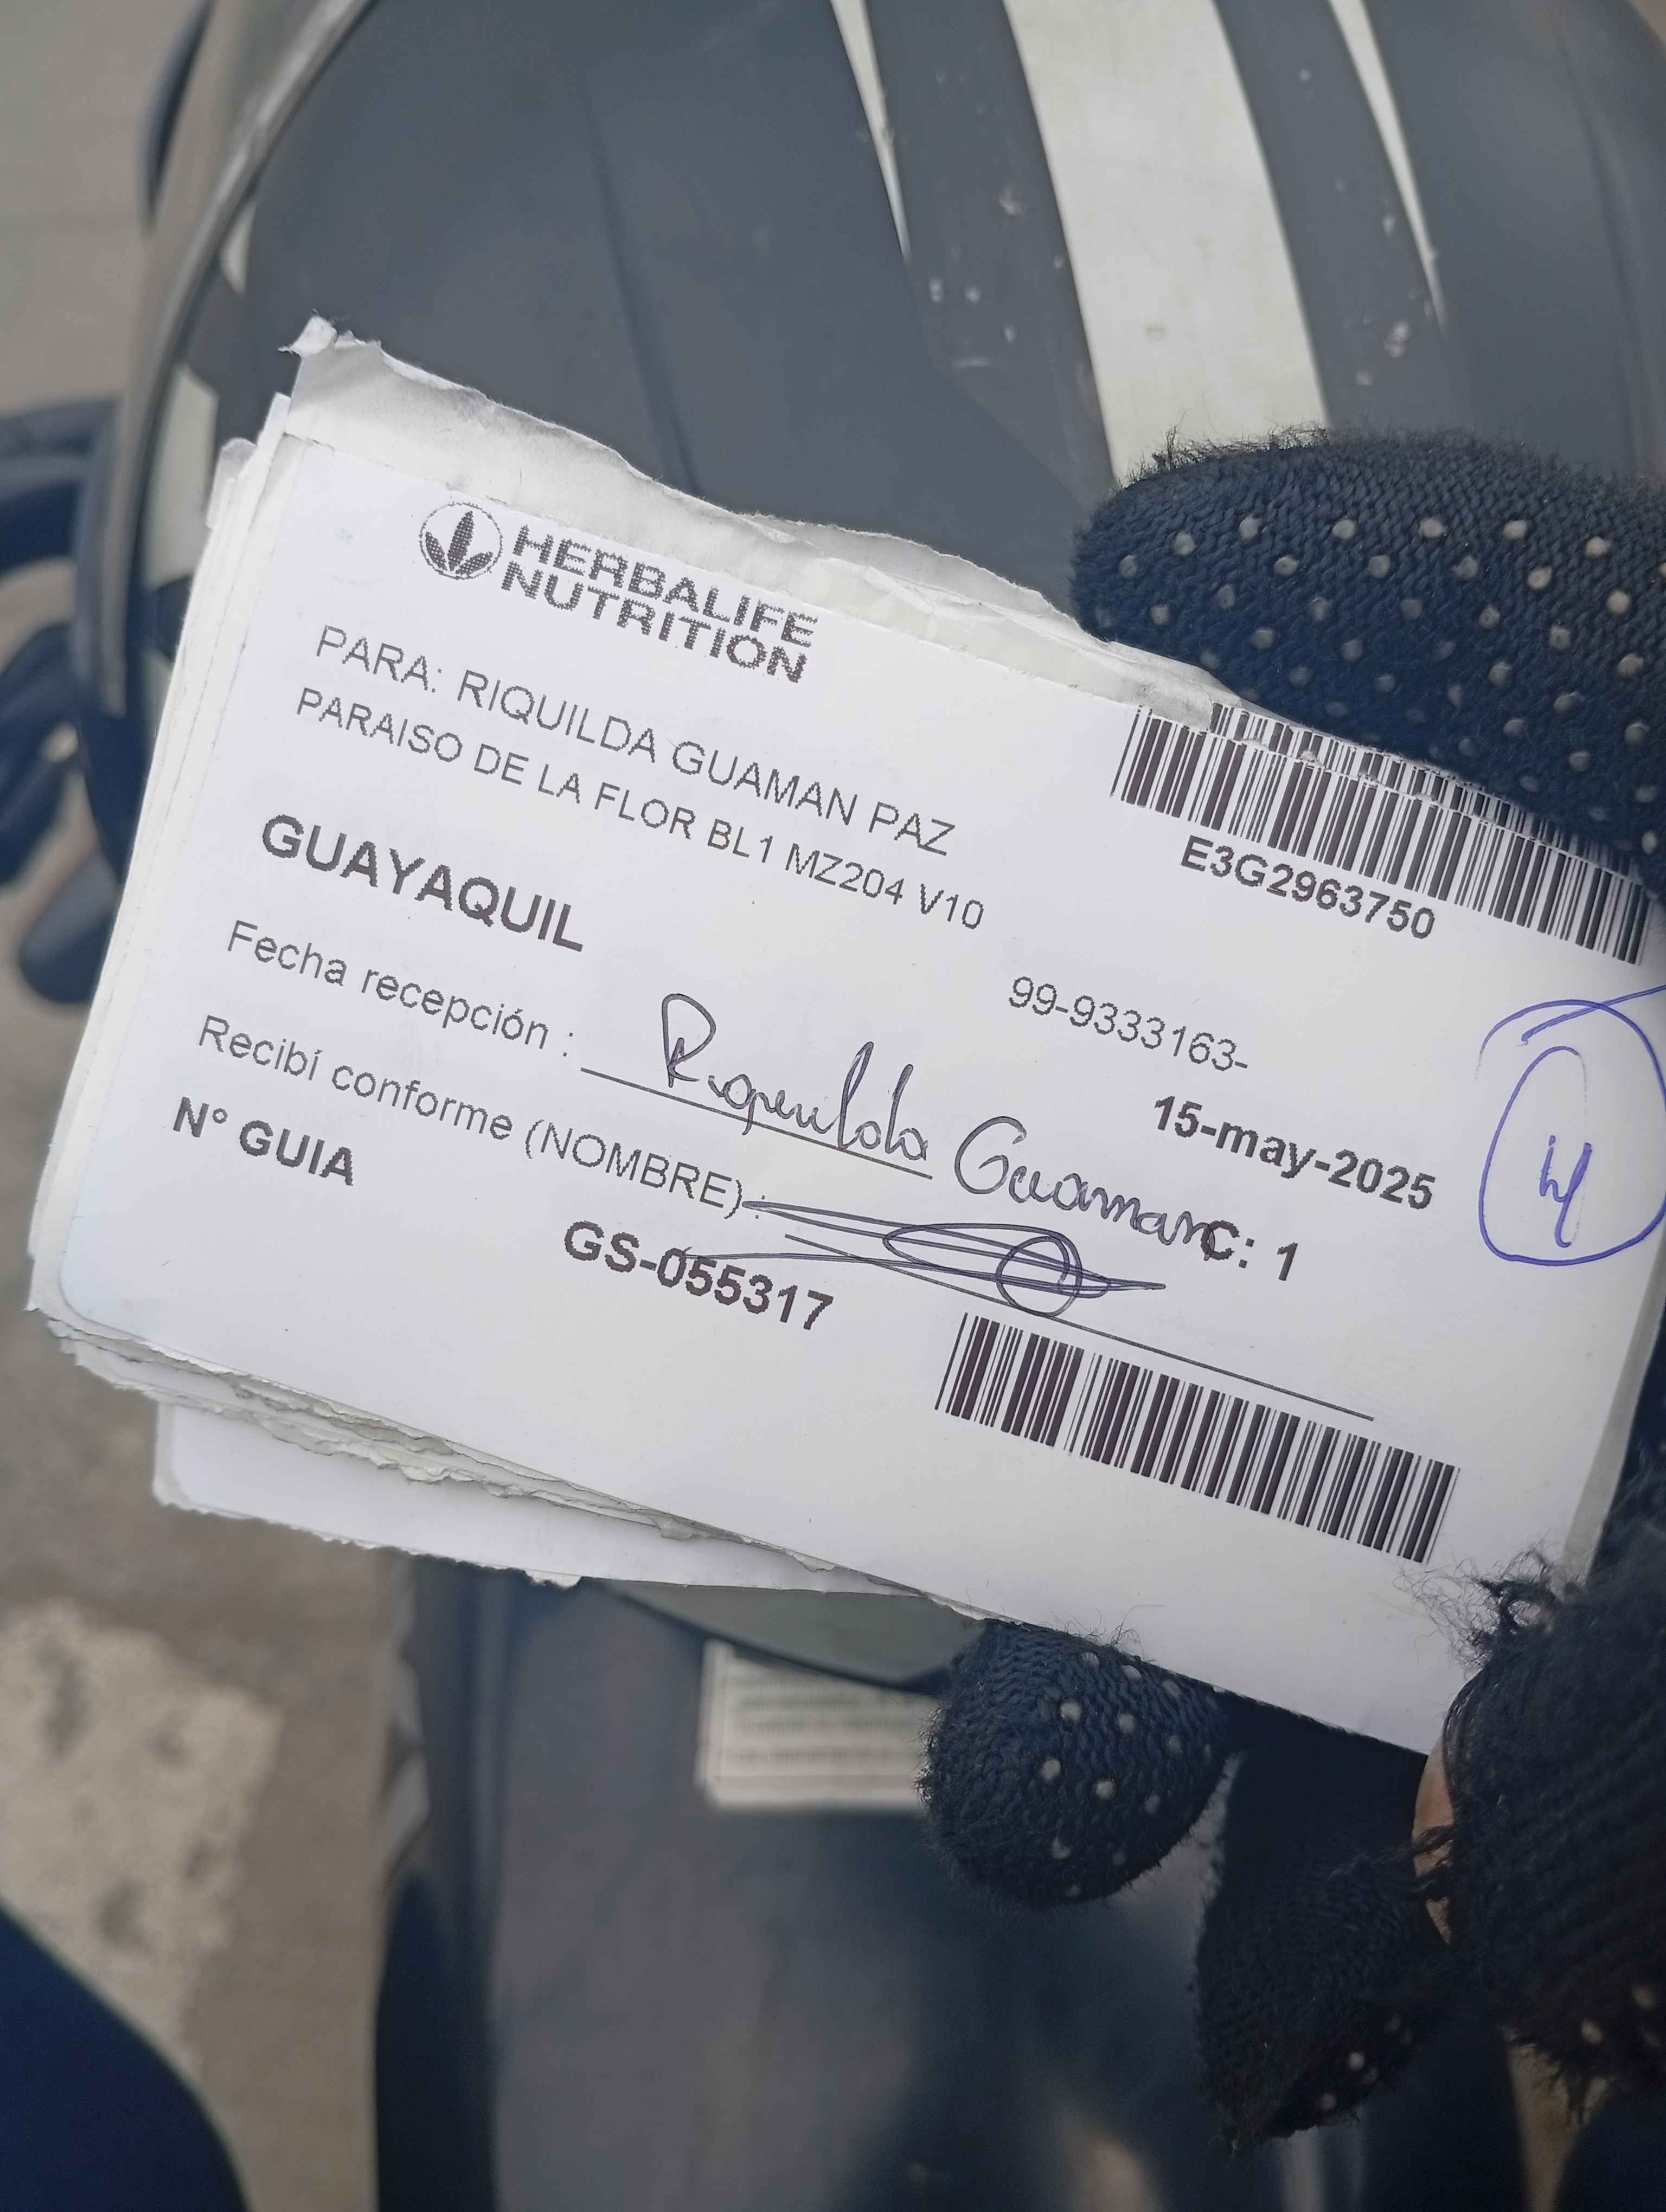 HERBALIFE
NUTRITION
PARA: RIQUILDA GUAMAN PAZ
PARAISO DE LA FLOR BL1 MZ204 V10
E3G2963750
GUAYAQUIL
99-9333163-
Fecha recepción :
Riquilda Guaman
15-may-2025
Recibí conforme (NOMBRE) :
C: 1
N° GUIA
GS-055317